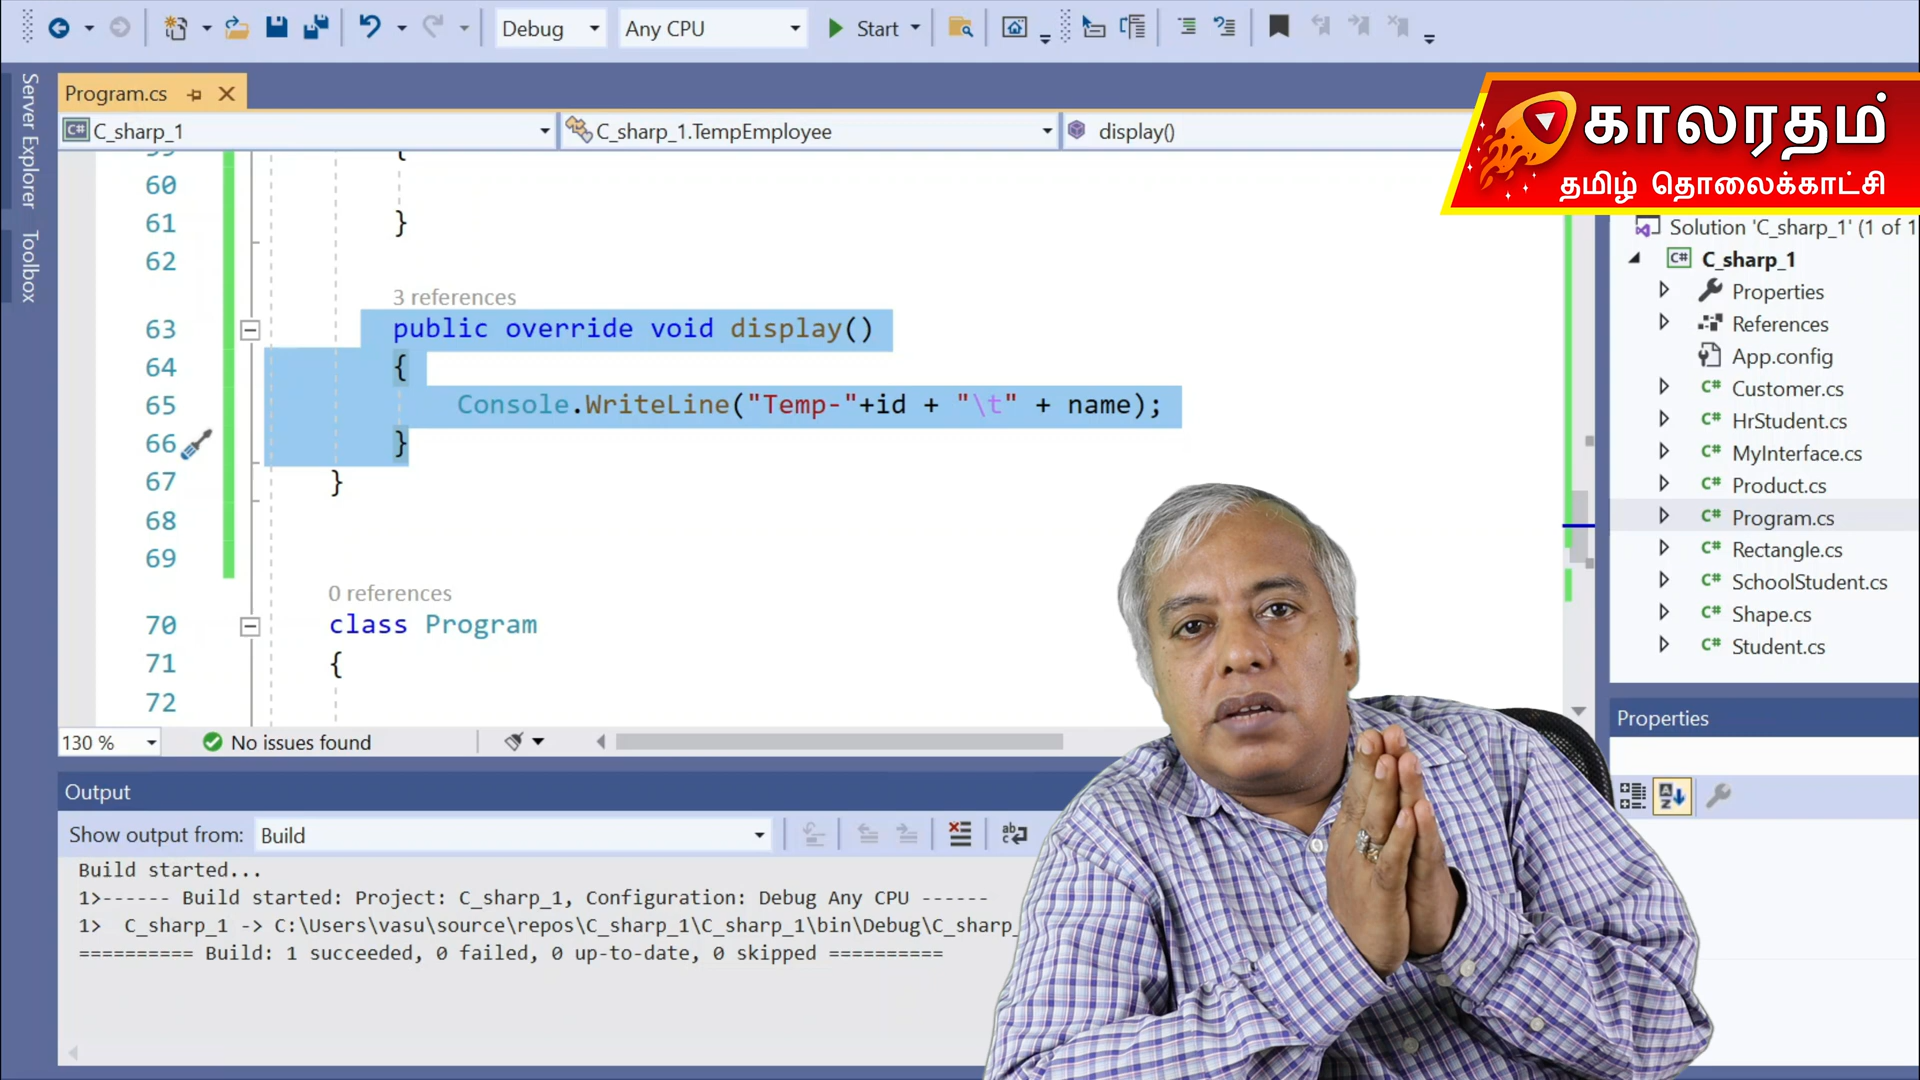 Debug
Any CPU
Start
Program.cs
காலரதம்
தமிழ் தொலைக்காட்சி
Server Explorer
Toolbox
C# C_sharp_1
C_sharp_1.TempEmployee
display()
60
61 }
62
3 references
63 public override void display()
64 {
65 Console.WriteLine("Temp-"+id + "\t" + name);
66 }
67 }
68
69
0 references
70 class Program
71 {
72
130 %
No issues found
Solution 'C_sharp_1' (1 of 1
C# C_sharp_1
Properties
References
App.config
C# Customer.cs
C# HrStudent.cs
C# MyInterface.cs
C# Product.cs
C# Program.cs
C# Rectangle.cs
C# SchoolStudent.cs
C# Shape.cs
C# Student.cs
Properties
Output
Show output from: Build
Build started...
1>------ Build started: Project: C_sharp_1, Configuration: Debug Any CPU ------
1> C_sharp_1 -> C:\Users\vasu\source\repos\C_sharp_1\C_sharp_1\bin\Debug\C_sharp_
========== Build: 1 succeeded, 0 failed, 0 up-to-date, 0 skipped ==========